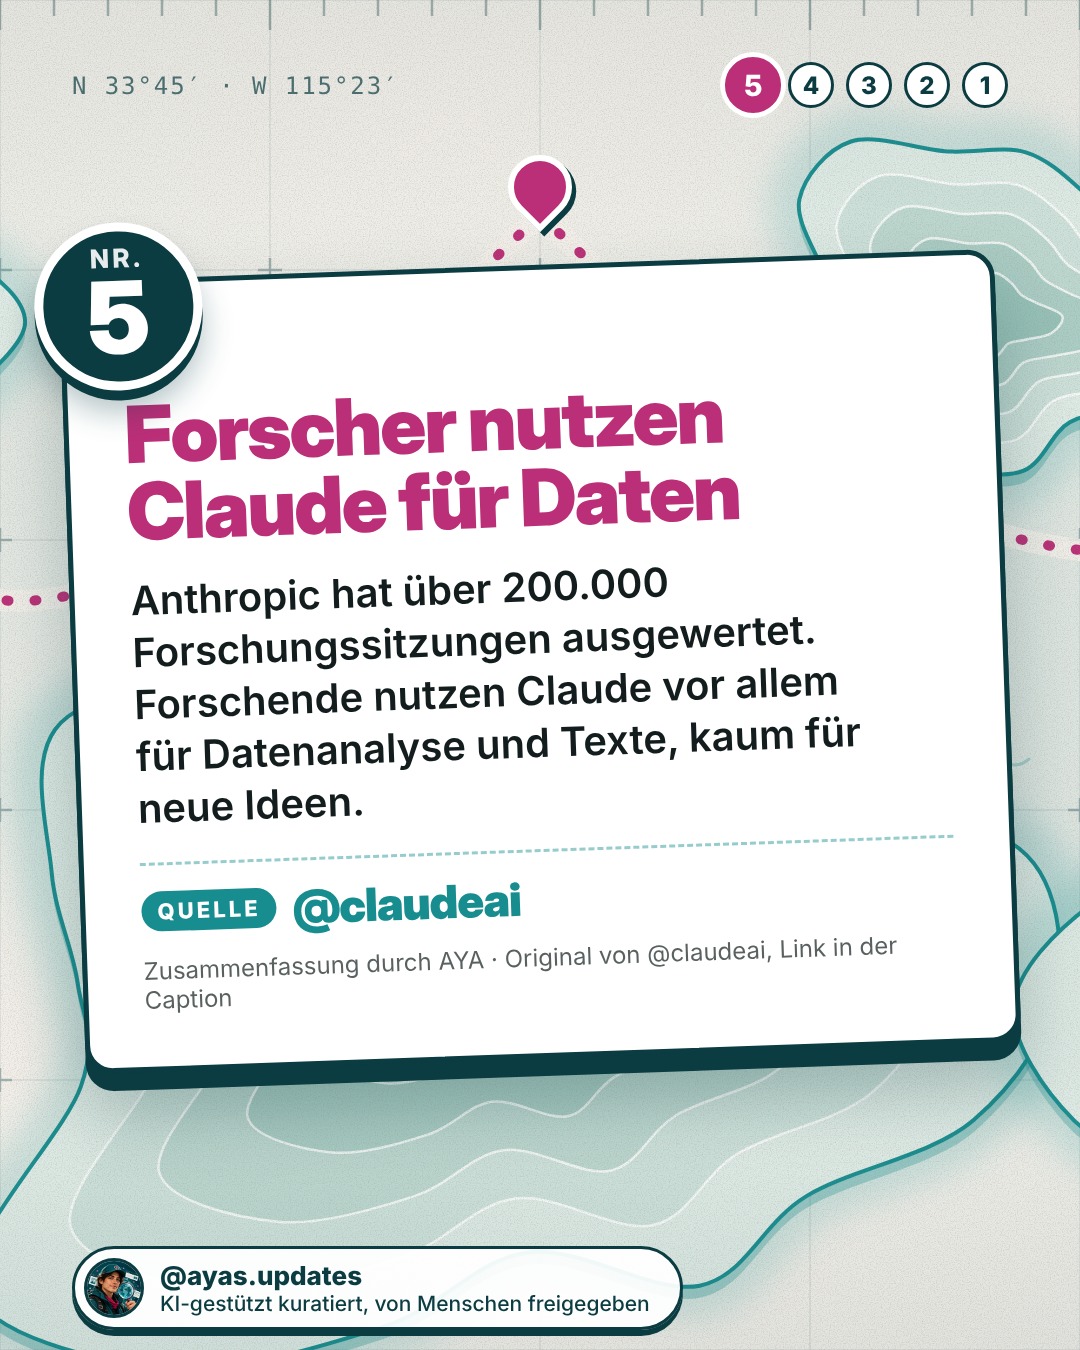 N 33°45′ · W 115°23′
5 4 3 2 1
NR.
5
Forscher nutzen
Claude für Daten
Anthropic hat über 200.000
Forschungssitzungen ausgewertet.
Forschende nutzen Claude vor allem
für Datenanalyse und Texte, kaum für
neue Ideen.
QUELLE @claudeai
Zusammenfassung durch AYA · Original von @claudeai, Link in der
Caption
@ayas.updates
KI-gestützt kuratiert, von Menschen freigegeben